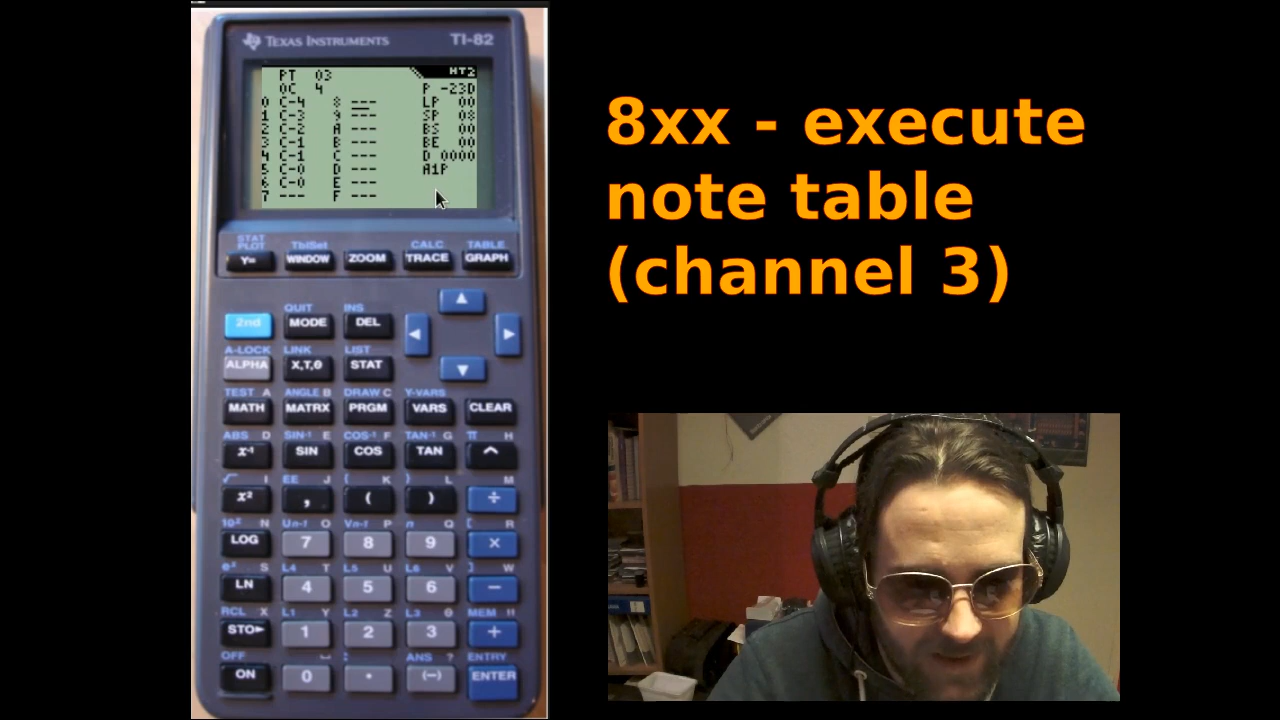 TEXAS INSTRUMENTS TI-82
PT 03 HT2
OC 4 P -23D
0 C-4 8 --- LP 00
1 C-3 9 --- SP 08
2 C-2 A --- BS 00
3 C-1 B --- BE 00
4 C-1 C --- D 0000
5 C-0 D --- A1P
6 C-0 E ---
7 --- F ---
STAT PLOT TblSet CALC TABLE
Y= WINDOW ZOOM TRACE GRAPH
QUIT INS
2nd MODE DEL
A-LOCK LINK LIST
ALPHA X,T,θ STAT
TEST A ANGLE B DRAW C Y-VARS
MATH MATRX PRGM VARS CLEAR
ABS D SIN⁻¹ E COS⁻¹ F TAN⁻¹ G π H
x⁻¹ SIN COS TAN ^
√ I EE J { K } L M
x² , ( ) ÷
10ˣ N Un-1 O Vn-1 P n Q [ R
LOG 7 8 9 ×
eˣ S L4 T L5 U L6 V ] W
LN 4 5 6 −
RCL X L1 Y L2 Z L3 θ MEM "
STO► 1 2 3 +
OFF : ANS ? ENTRY
ON 0 . (−) ENTER
8xx - execute
note table
(channel 3)